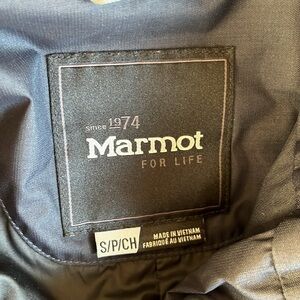 since 1974
Marmot
FOR LIFE
S/P/CH
MADE IN VIETNAM
FABRIQUÉ AU VIETNAM